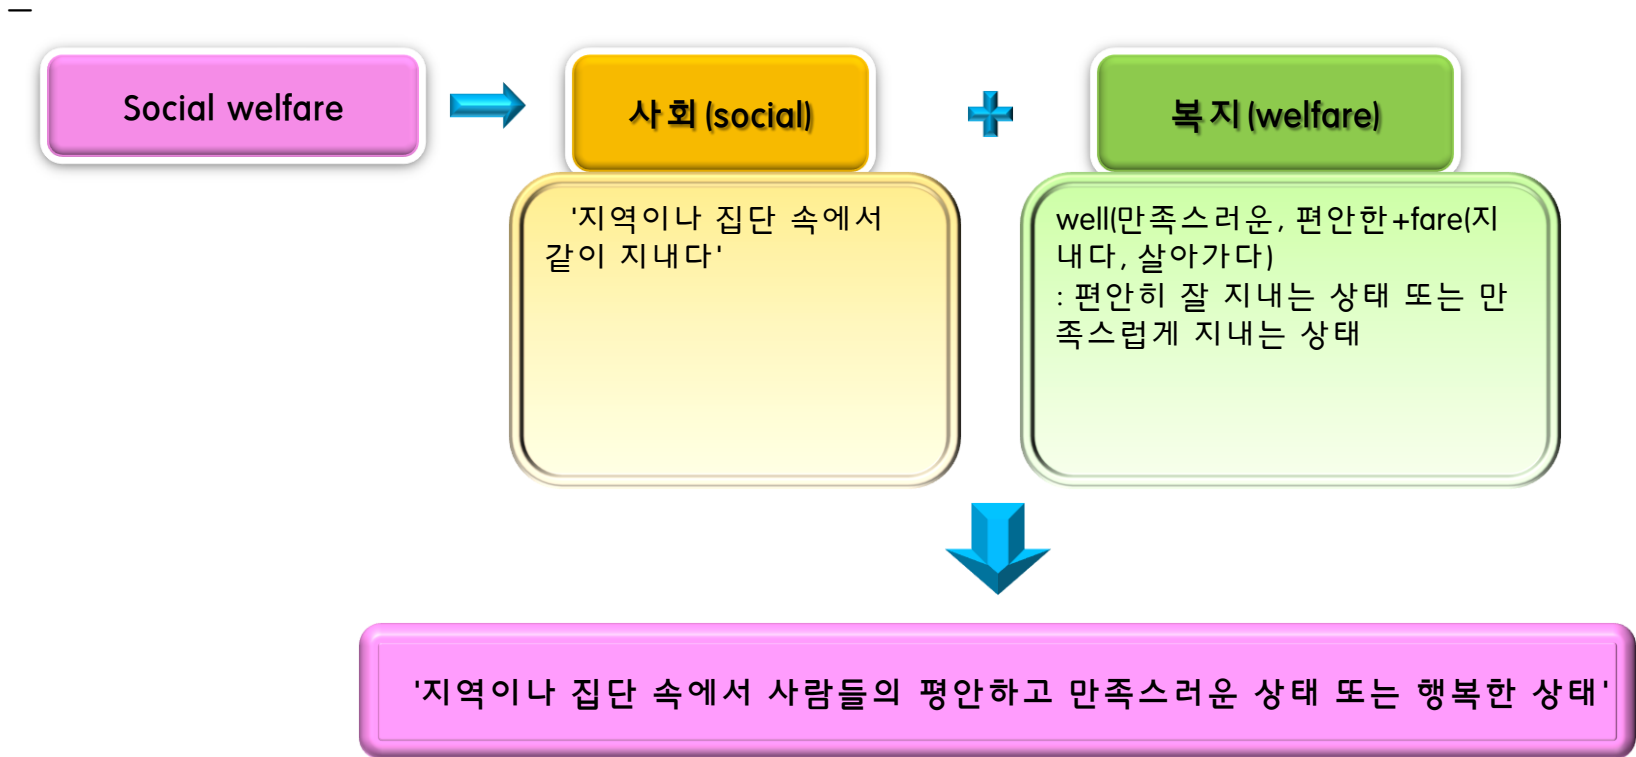 Social welfare
사회(social)
복지(welfare)
'지역이나 집단 속에서
같이 지내다'
well(만족스러운, 편안한+fare(지
내다, 살아가다)
: 편안히 잘 지내는 상태 또는 만
족스럽게 지내는 상태
'지역이나 집단 속에서 사람들의 평안하고 만족스러운 상태 또는 행복한 상태'